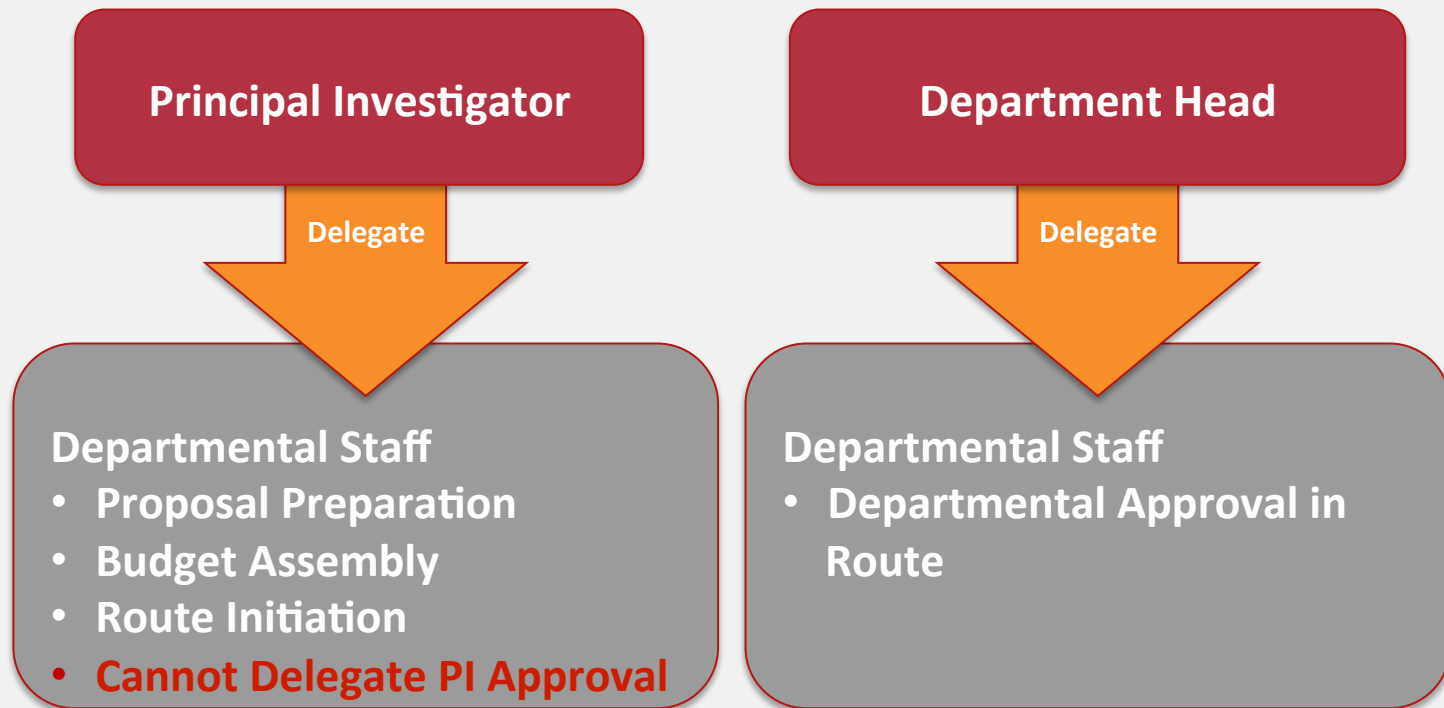 Principal Investigator
Delegate
Departmental Staff
• Proposal Preparation
• Budget Assembly
• Route Initiation
• Cannot Delegate PI Approval
Department Head
Delegate
Departmental Staff
• Departmental Approval in
Route